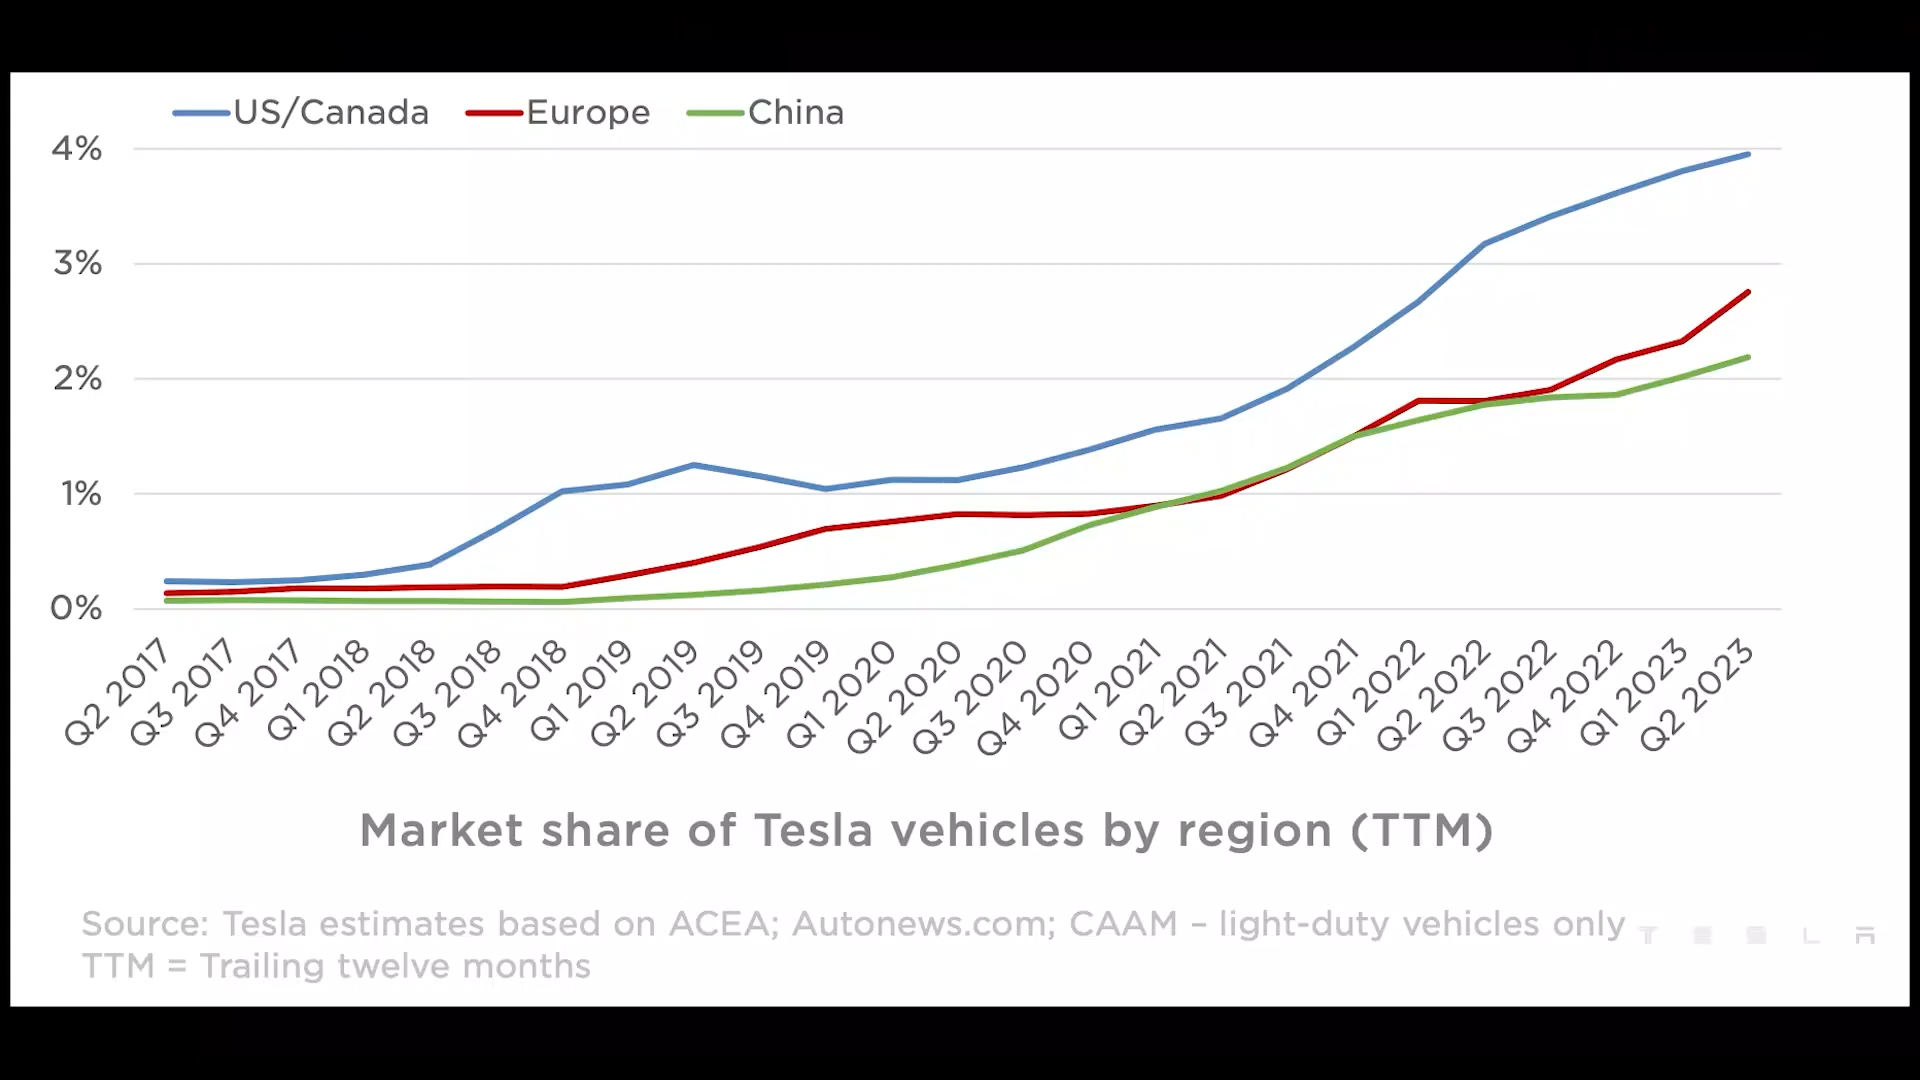 US/Canada Europe China
4%
3%
2%
1%
0%
Q2 2017 Q3 2017 Q4 2017 Q1 2018 Q2 2018 Q3 2018 Q4 2018 Q1 2019 Q2 2019 Q3 2019 Q4 2019 Q1 2020 Q2 2020 Q3 2020 Q4 2020 Q1 2021 Q2 2021 Q3 2021 Q4 2021 Q1 2022 Q2 2022 Q3 2022 Q4 2022 Q1 2023 Q2 2023
Market share of Tesla vehicles by region (TTM)
Source: Tesla estimates based on ACEA; Autonews.com; CAAM – light-duty vehicles only
TTM = Trailing twelve months
TESLA